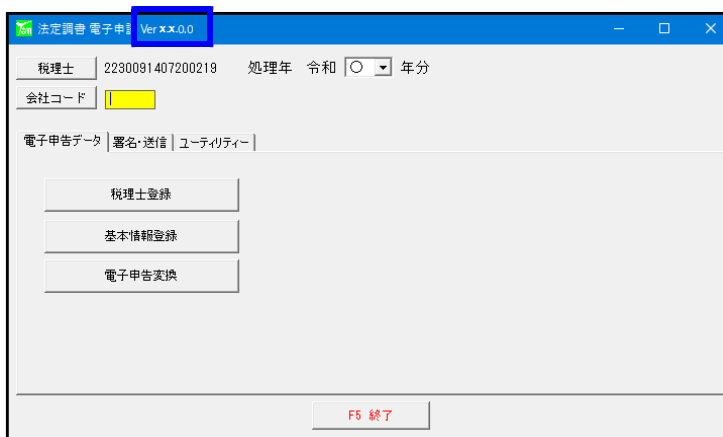 法定調書 電子申請 Ver x.x.0.0
税理士 2230091407200219 処理年 令和 ○ 年分
会社コード
電子申告データ 署名・送信 ユーティリティー
税理士登録
基本情報登録
電子申告変換
F5 終了